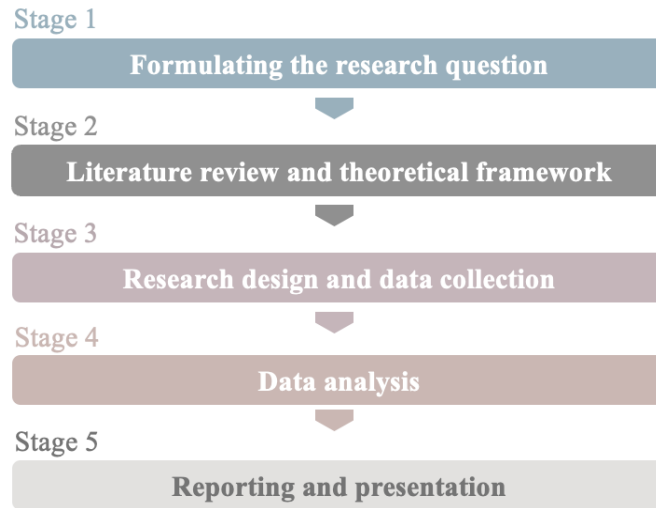 Stage 1
Formulating the research question
Stage 2
Literature review and theoretical framework
Stage 3
Research design and data collection
Stage 4
Data analysis
Stage 5
Reporting and presentation